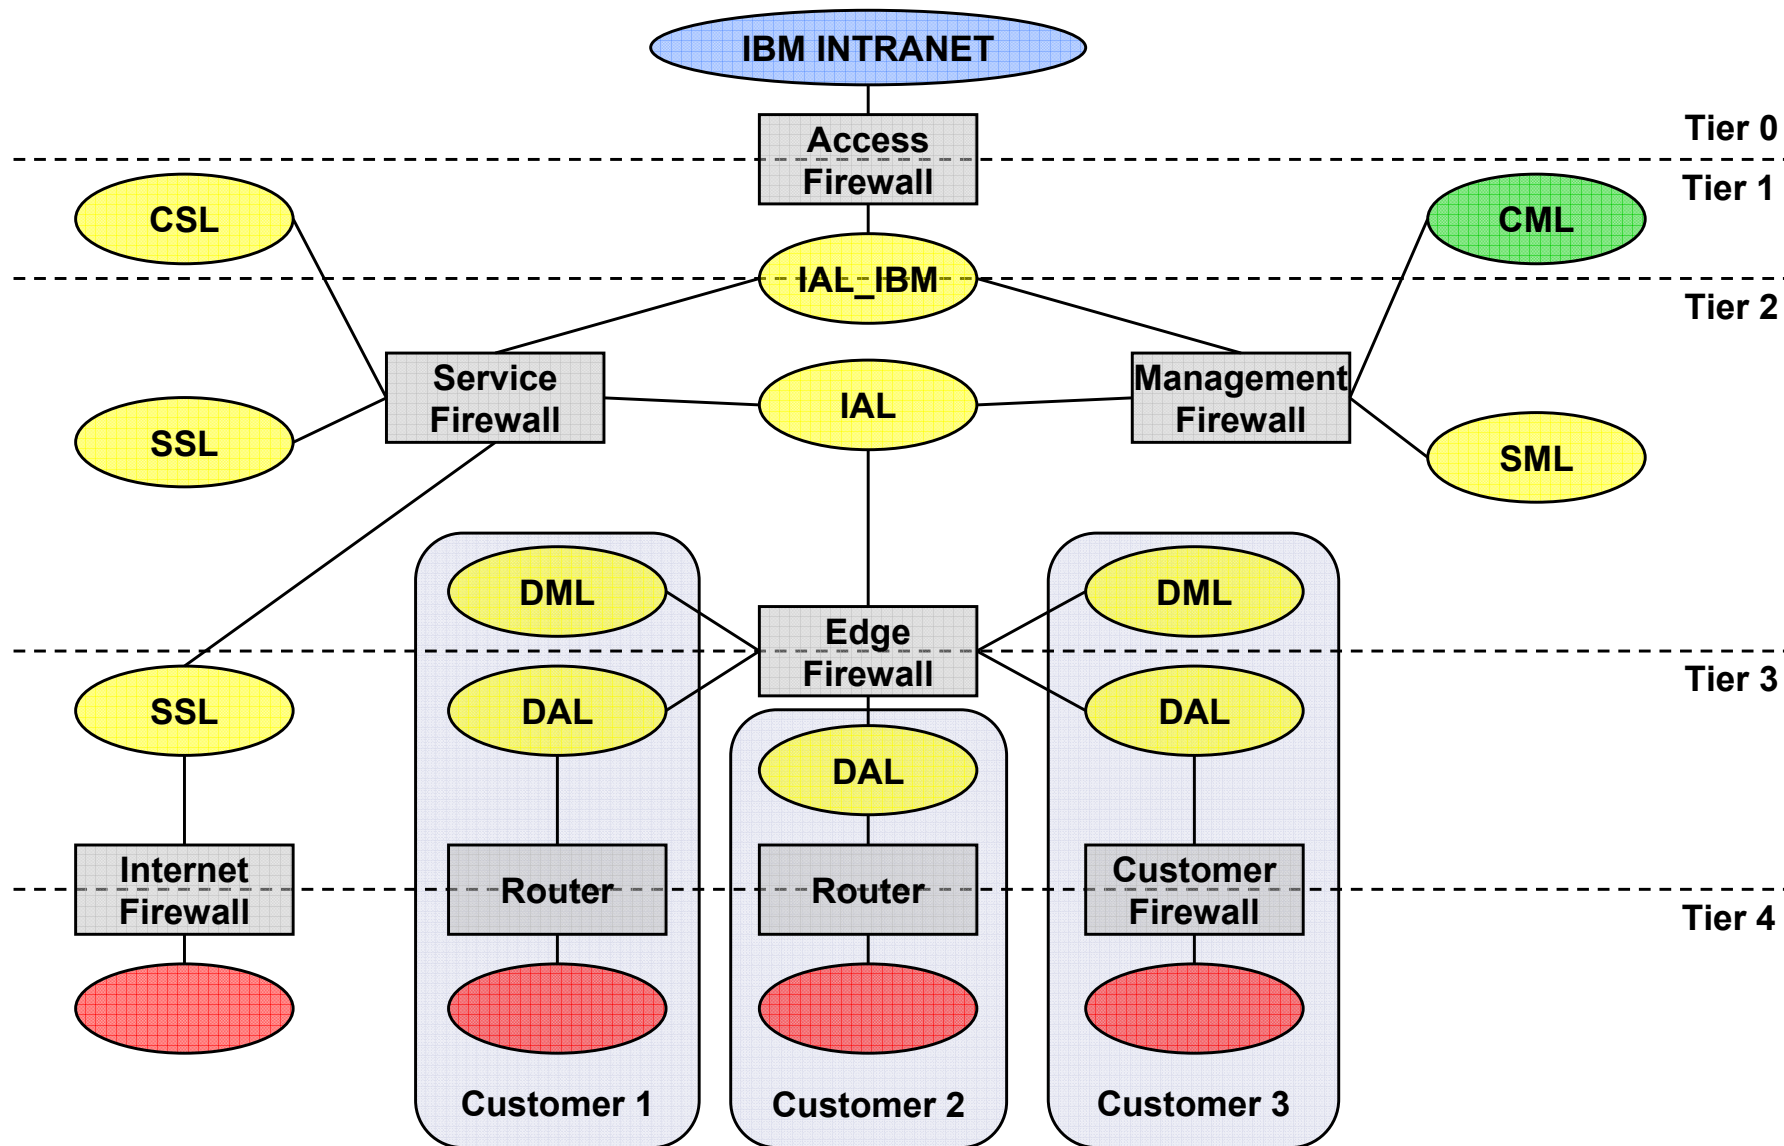 IBM INTRANET
Tier 0
Access
Firewall
Tier 1
CSL
CML
IAL_IBM
Tier 2
Service
Firewall
IAL
Management
Firewall
SSL
SML
DML
DML
Edge
Firewall
Tier 3
SSL
DAL
DAL
DAL
Internet
Firewall
Router
Router
Customer
Firewall
Tier 4
Customer 1
Customer 2
Customer 3